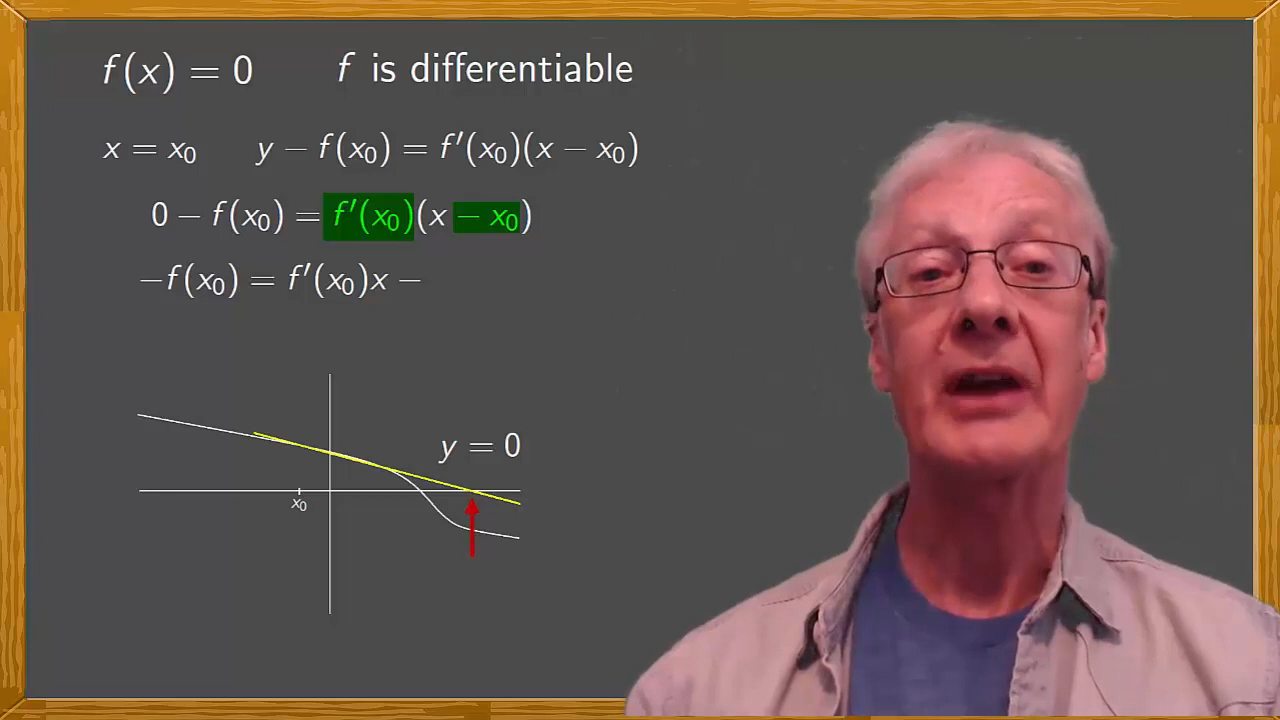 f(x) = 0 f is differentiable
x = x₀ y − f(x₀) = f′(x₀)(x − x₀)
0 − f(x₀) = f′(x₀)(x − x₀)
−f(x₀) = f′(x₀)x −
y = 0
x₀